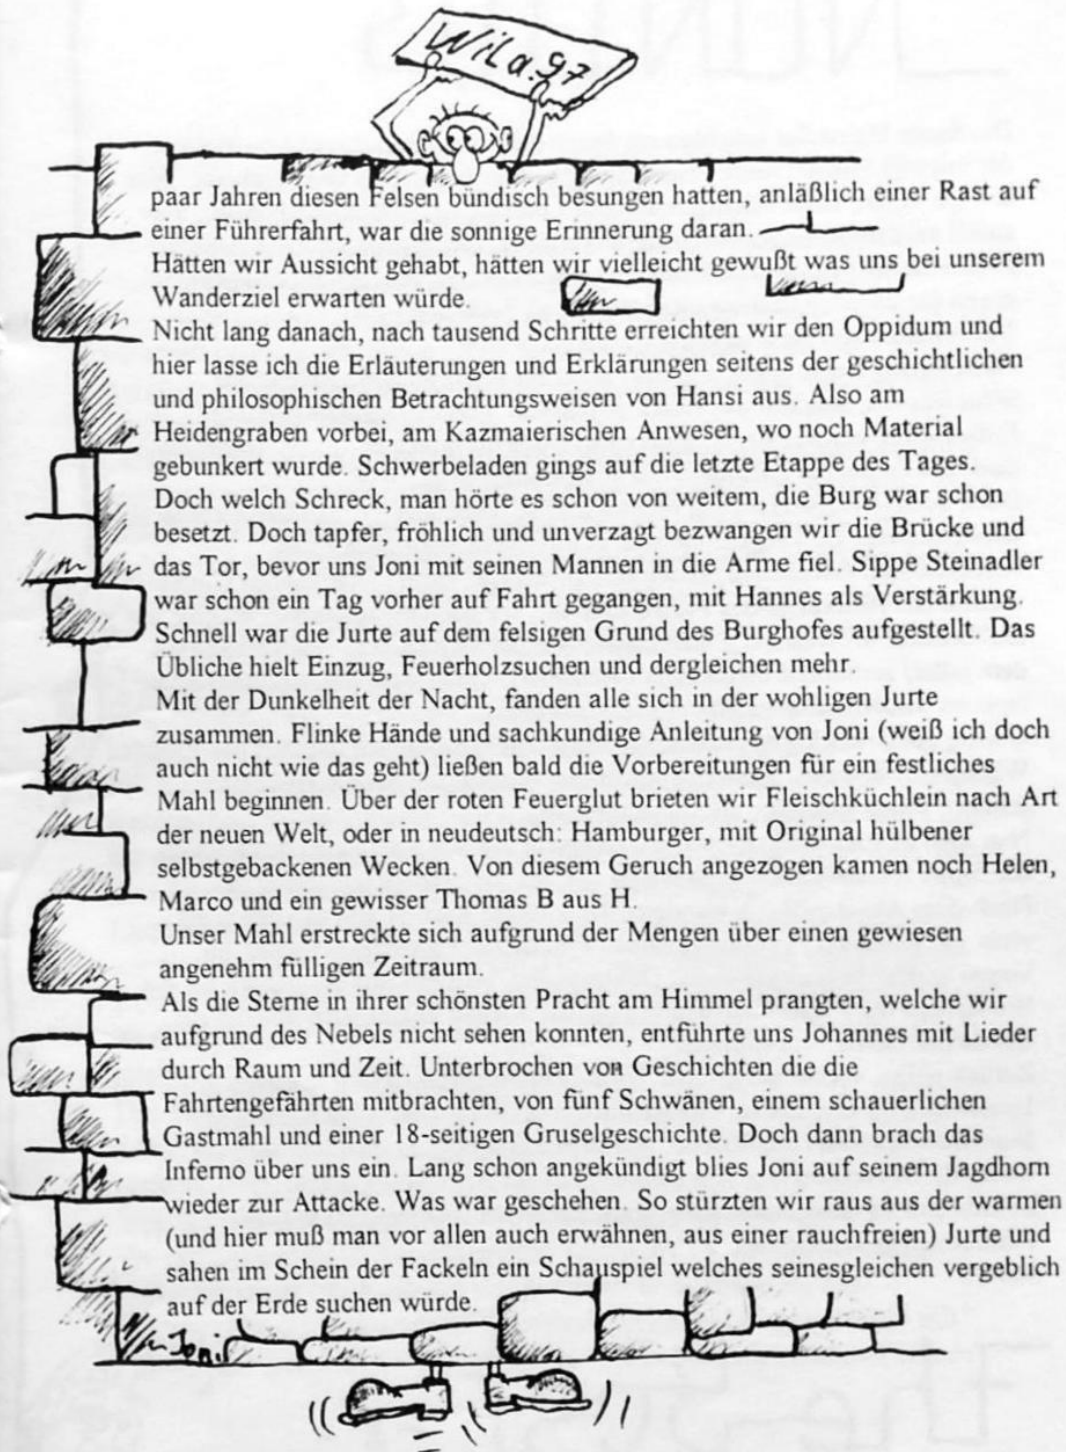 WiLa.97
paar Jahren diesen Felsen bündisch besungen hatten, anläßlich einer Rast auf
einer Führerfahrt, war die sonnige Erinnerung daran.
Hätten wir Aussicht gehabt, hätten wir vielleicht gewußt was uns bei unserem
Wanderziel erwarten würde.
Nicht lang danach, nach tausend Schritte erreichten wir den Oppidum und
hier lasse ich die Erläuterungen und Erklärungen seitens der geschichtlichen
und philosophischen Betrachtungsweisen von Hansi aus. Also am
Heidengraben vorbei, am Kazmaierischen Anwesen, wo noch Material
gebunkert wurde. Schwerbeladen gings auf die letzte Etappe des Tages.
Doch welch Schreck, man hörte es schon von weitem, die Burg war schon
besetzt. Doch tapfer, fröhlich und unverzagt bezwangen wir die Brücke und
das Tor, bevor uns Joni mit seinen Mannen in die Arme fiel. Sippe Steinadler
war schon ein Tag vorher auf Fahrt gegangen, mit Hannes als Verstärkung.
Schnell war die Jurte auf dem felsigen Grund des Burghofes aufgestellt. Das
Übliche hielt Einzug, Feuerholzsuchen und dergleichen mehr.
Mit der Dunkelheit der Nacht, fanden alle sich in der wohligen Jurte
zusammen. Flinke Hände und sachkundige Anleitung von Joni (weiß ich doch
auch nicht wie das geht) ließen bald die Vorbereitungen für ein festliches
Mahl beginnen. Über der roten Feuerglut brieten wir Fleischküchlein nach Art
der neuen Welt, oder in neudeutsch: Hamburger, mit Original hülbener
selbstgebackenen Wecken. Von diesem Geruch angezogen kamen noch Helen,
Marco und ein gewisser Thomas B aus H.
Unser Mahl erstreckte sich aufgrund der Mengen über einen gewiesen
angenehm fülligen Zeitraum.
Als die Sterne in ihrer schönsten Pracht am Himmel prangten, welche wir
aufgrund des Nebels nicht sehen konnten, entführte uns Johannes mit Lieder
durch Raum und Zeit. Unterbrochen von Geschichten die die
Fahrtengefährten mitbrachten, von fünf Schwänen, einem schauerlichen
Gastmahl und einer 18-seitigen Gruselgeschichte. Doch dann brach das
Inferno über uns ein. Lang schon angekündigt blies Joni auf seinem Jagdhorn
wieder zur Attacke. Was war geschehen. So stürzten wir raus aus der warmen
(und hier muß man vor allen auch erwähnen, aus einer rauchfreien) Jurte und
sahen im Schein der Fackeln ein Schauspiel welches seinesgleichen vergeblich
auf der Erde suchen würde.
Joni